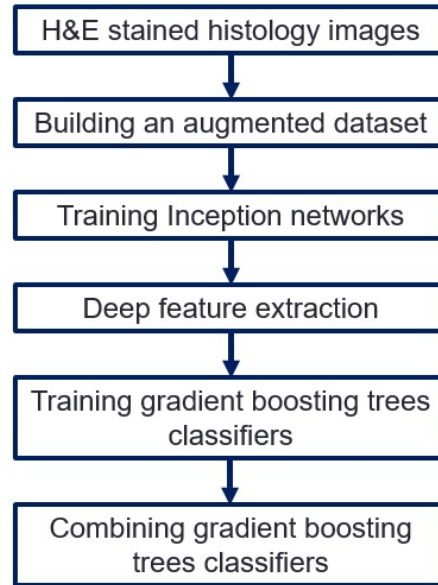 H&E stained histology images
Building an augmented dataset
Training Inception networks
Deep feature extraction
Training gradient boosting trees
classifiers
Combining gradient boosting
trees classifiers